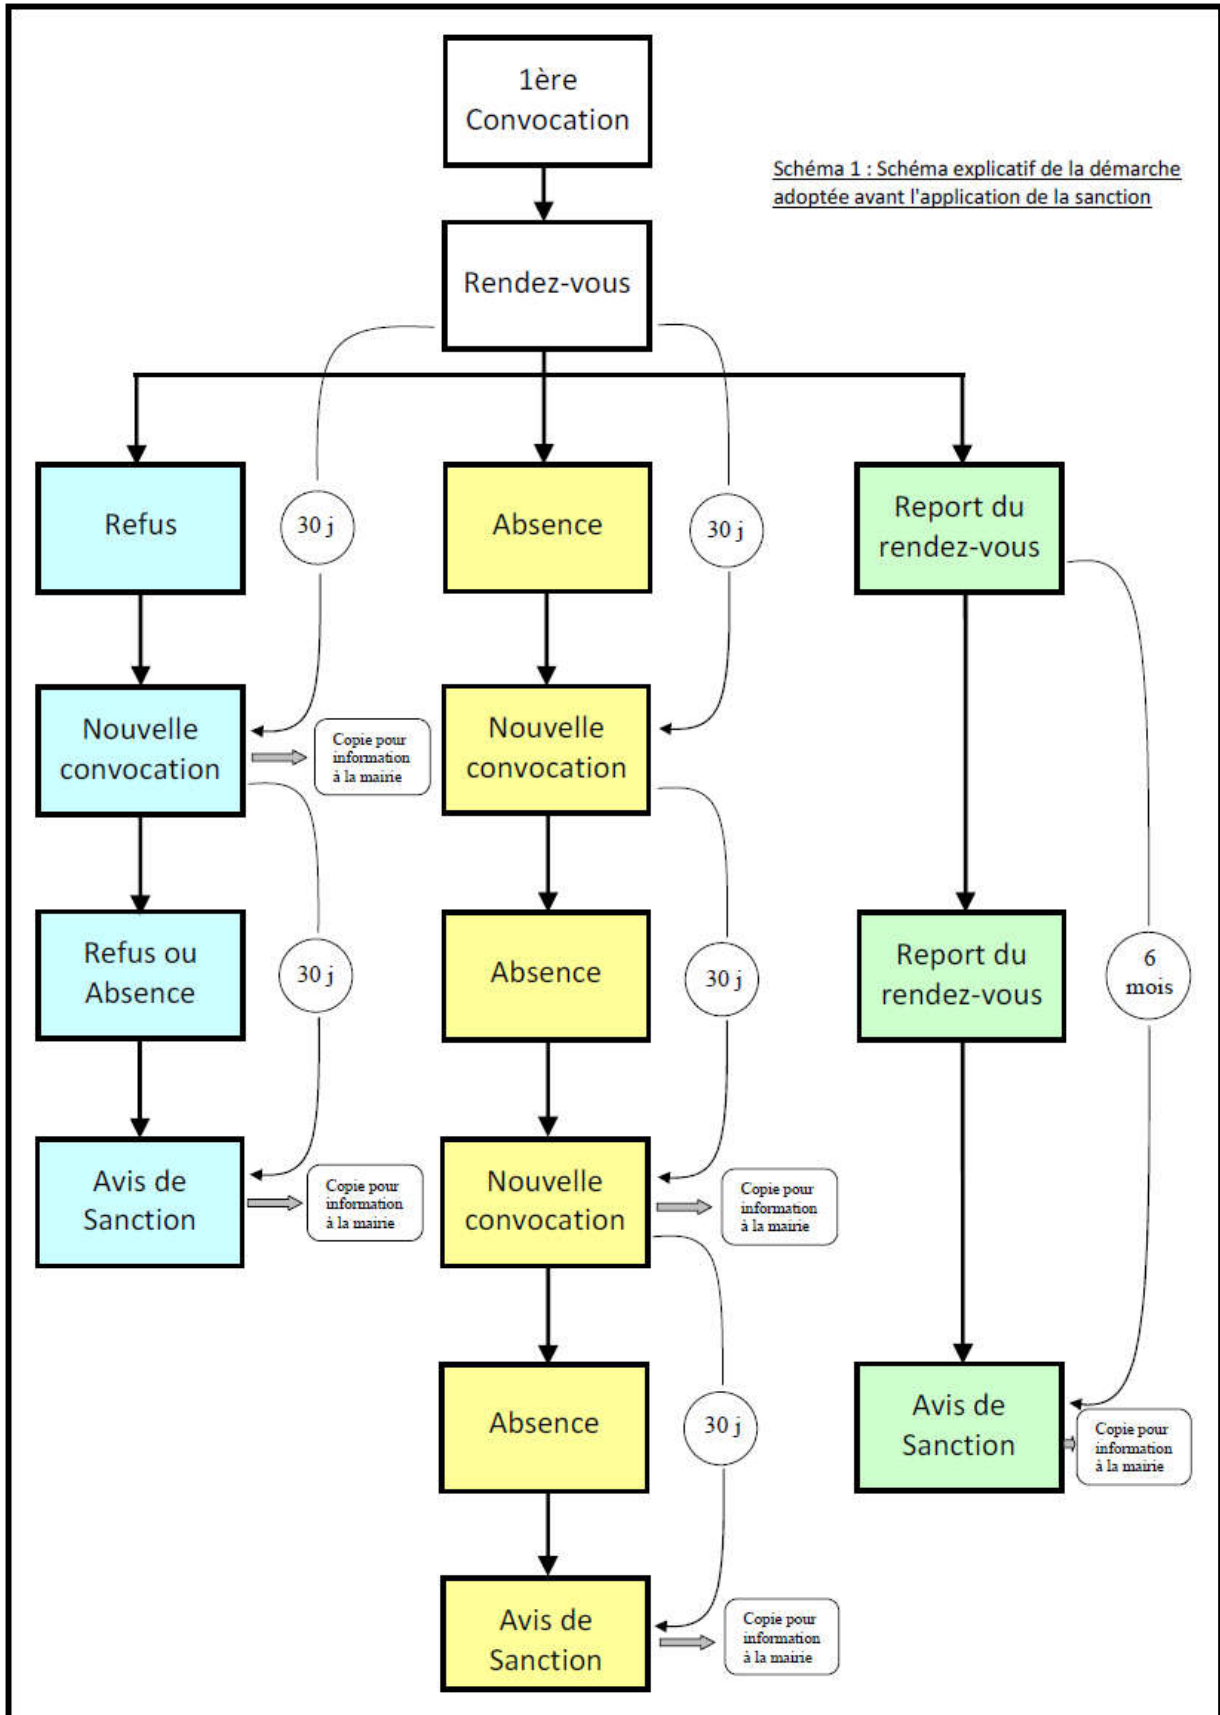 1ère
Convocation
Schéma 1 : Schéma explicatif de la démarche
adoptée avant l'application de la sanction
Rendez-vous
Refus
30 j
Absence
30 j
Report du
rendez-vous
Nouvelle
convocation
Copie pour
information
à la mairie
Nouvelle
convocation
Refus ou
Absence
30 j
Absence
30 j
Report du
rendez-vous
6
mois
Avis de
Sanction
Copie pour
information
à la mairie
Nouvelle
convocation
Copie pour
information
à la mairie
Absence
30 j
Avis de
Sanction
Copie pour
information
à la mairie
Avis de
Sanction
Copie pour
information
à la mairie